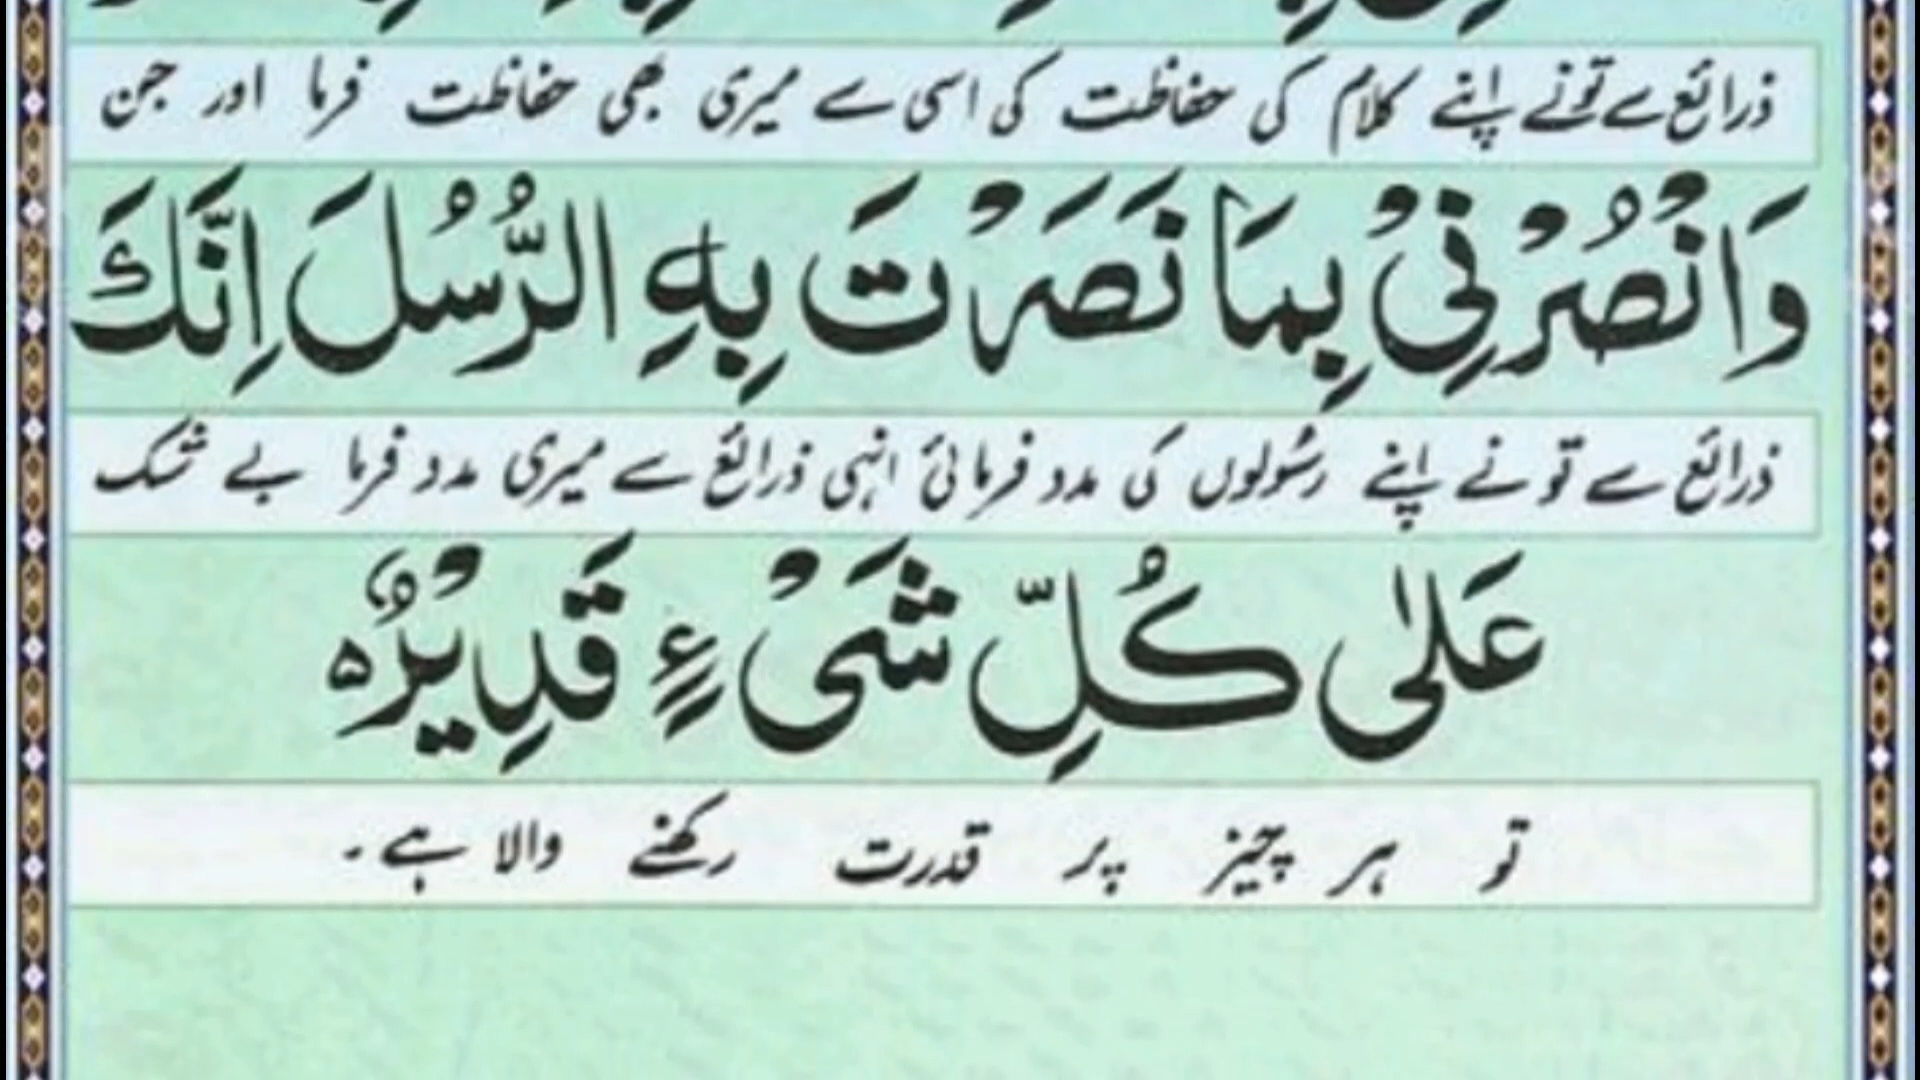 ذرائع سے تونے اپنے کلام کی حفاظت کی اسی سے میری بھی حفاظت فرما اور جن
وَانْصُرْنِیْ بِمَا نَصَرْتَ بِهِ الرُّسُلَ اِنَّكَ
ذرائع سے تو نے اپنے رسُولوں کی مدد فرمائی انہی ذرائع سے میری مدد فرما بے شک
عَلٰی كُلِّ شَیْءٍ قَدِیْرٌہ
تو ہر چیز پر قدرت رکھنے والا ہے۔